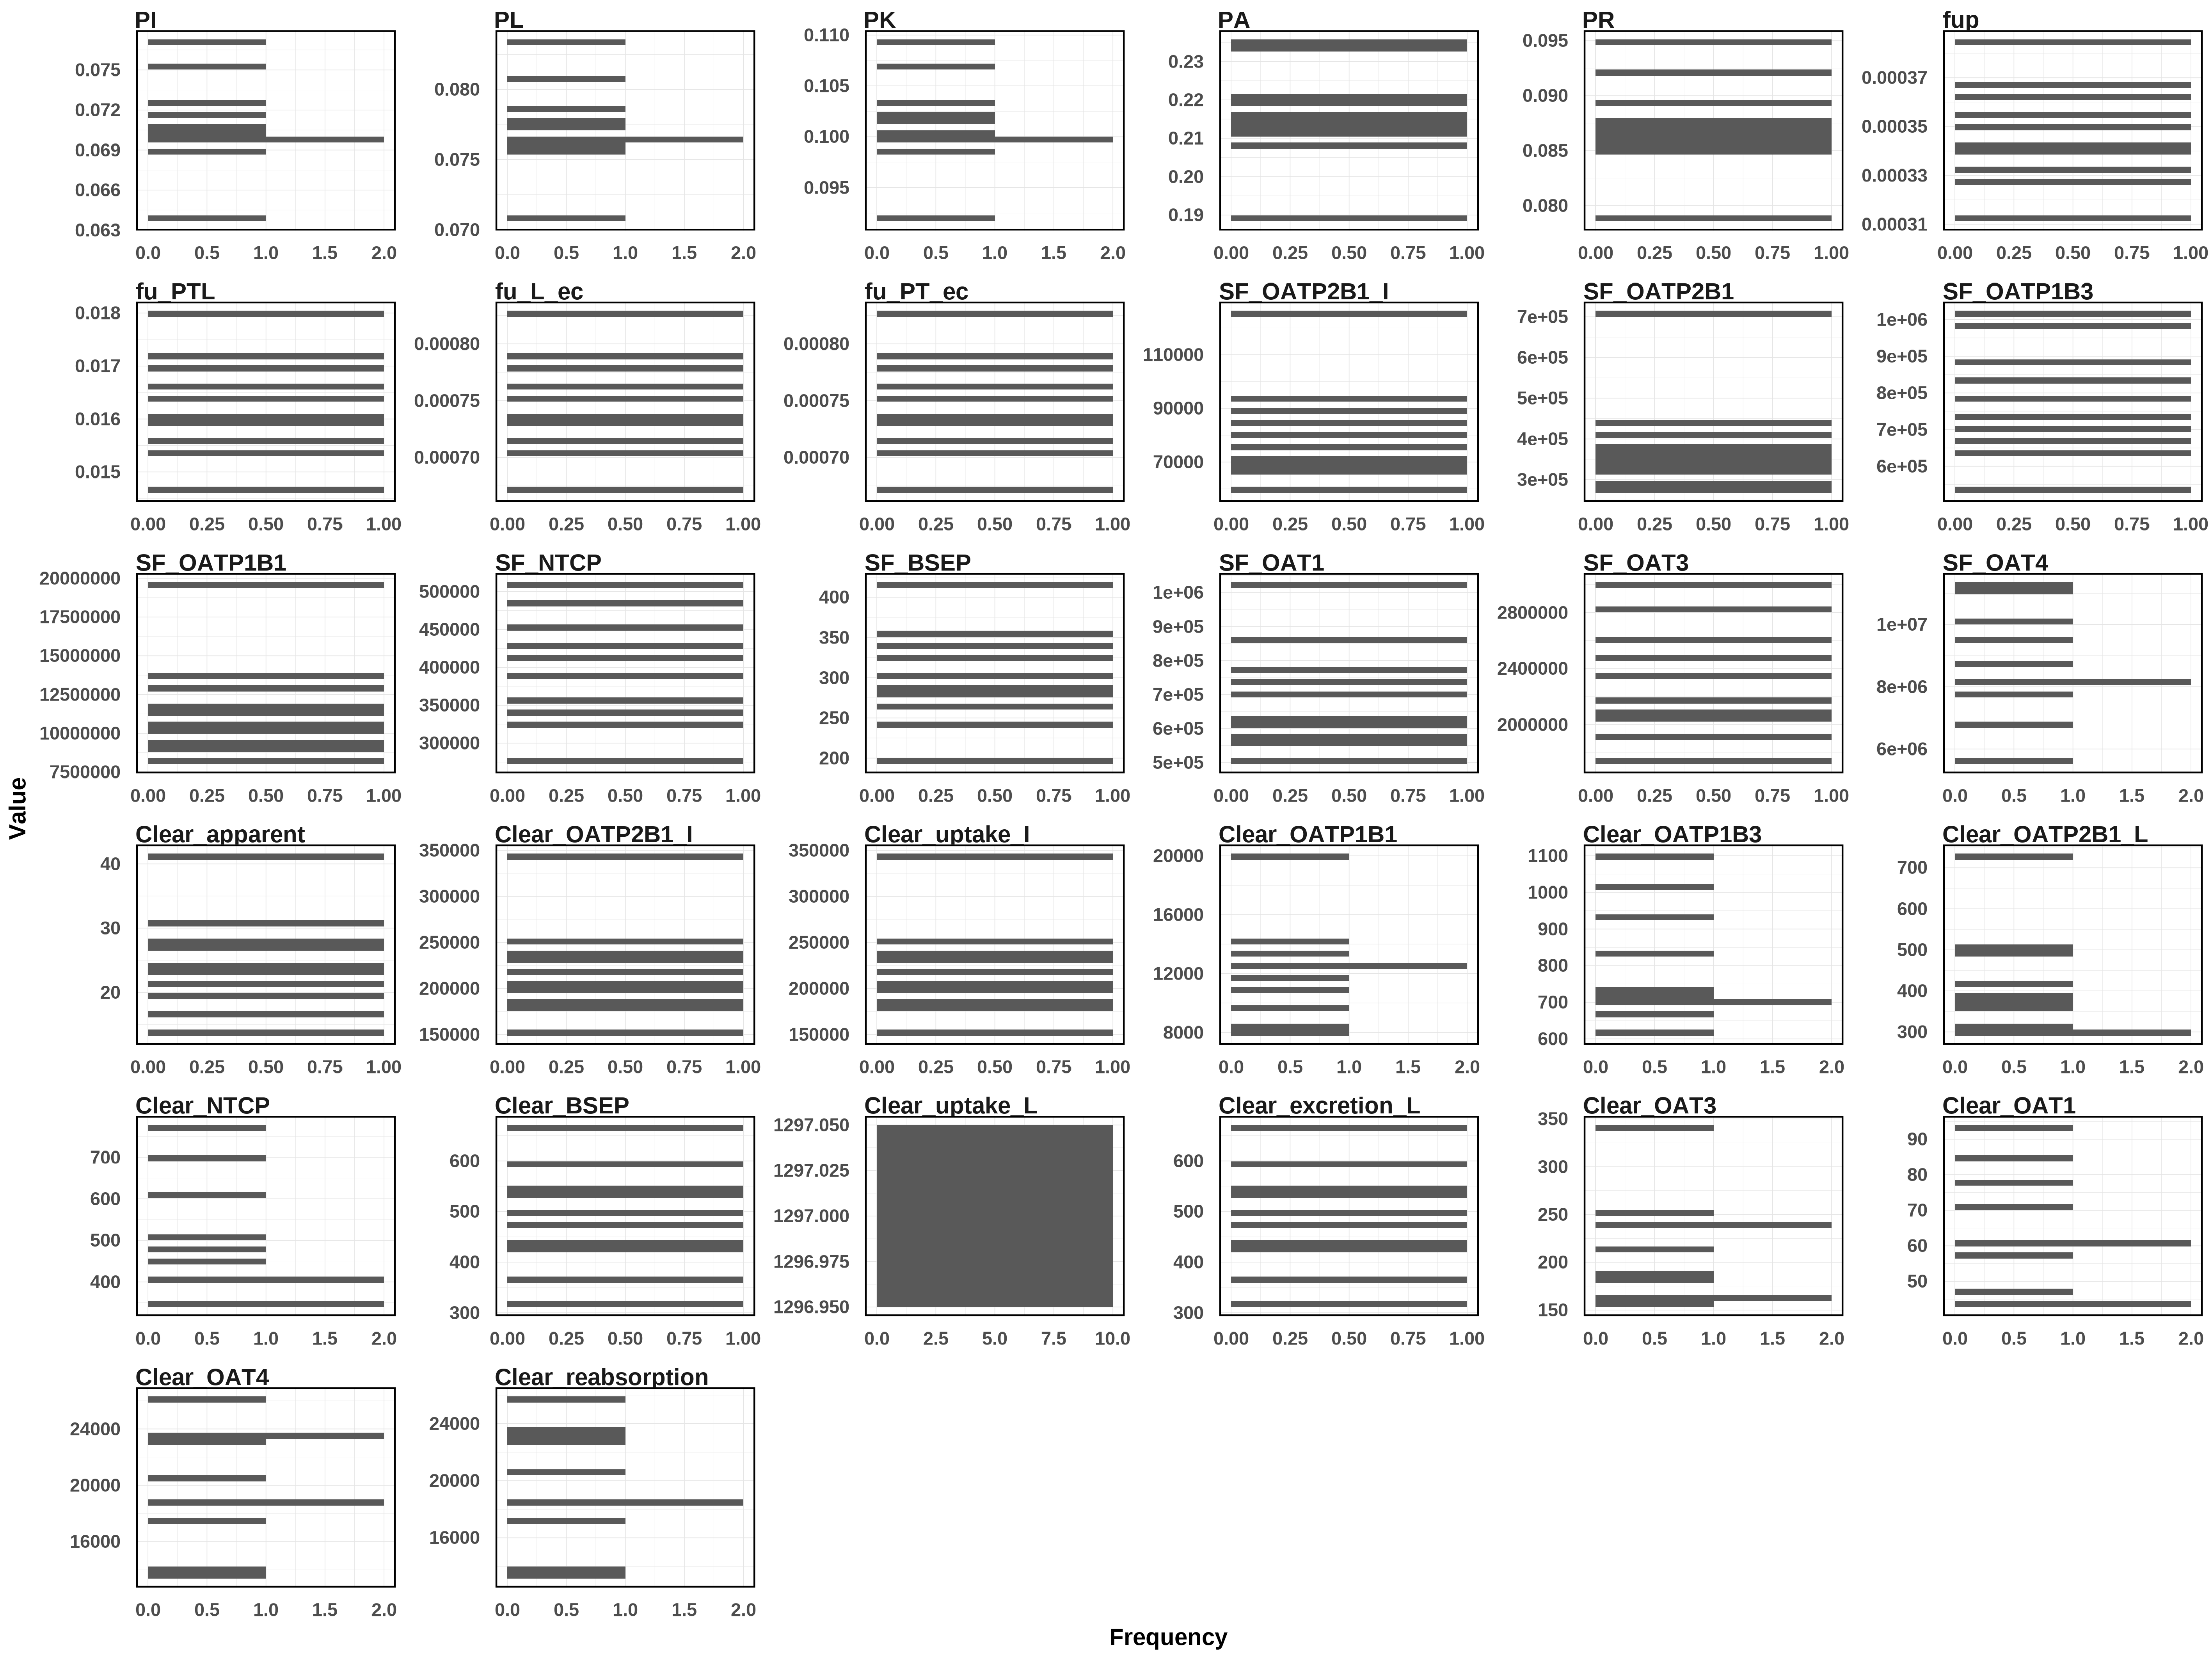 PI PL PK PA PR fup
0.075 0.072 0.069 0.066 0.063
0.080 0.075 0.070
0.110 0.105 0.100 0.095
0.23 0.22 0.21 0.20 0.19
0.095 0.090 0.085 0.080
0.00037 0.00035 0.00033 0.00031
0.0 0.5 1.0 1.5 2.0
0.0 0.5 1.0 1.5 2.0
0.0 0.5 1.0 1.5 2.0
0.00 0.25 0.50 0.75 1.00
0.00 0.25 0.50 0.75 1.00
0.00 0.25 0.50 0.75 1.00
fu_PTL fu_L_ec fu_PT_ec SF_OATP2B1_I SF_OATP2B1 SF_OATP1B3
0.018 0.017 0.016 0.015
0.00080 0.00075 0.00070
0.00080 0.00075 0.00070
110000 90000 70000
7e+05 6e+05 5e+05 4e+05 3e+05
1e+06 9e+05 8e+05 7e+05 6e+05
0.00 0.25 0.50 0.75 1.00
0.00 0.25 0.50 0.75 1.00
0.00 0.25 0.50 0.75 1.00
0.00 0.25 0.50 0.75 1.00
0.00 0.25 0.50 0.75 1.00
0.00 0.25 0.50 0.75 1.00
SF_OATP1B1 SF_NTCP SF_BSEP SF_OAT1 SF_OAT3 SF_OAT4
20000000 17500000 15000000 12500000 10000000 7500000
500000 450000 400000 350000 300000
400 350 300 250 200
1e+06 9e+05 8e+05 7e+05 6e+05 5e+05
2800000 2400000 2000000
1e+07 8e+06 6e+06
0.00 0.25 0.50 0.75 1.00
0.00 0.25 0.50 0.75 1.00
0.00 0.25 0.50 0.75 1.00
0.00 0.25 0.50 0.75 1.00
0.00 0.25 0.50 0.75 1.00
0.0 0.5 1.0 1.5 2.0
Value
Clear_apparent Clear_OATP2B1_I Clear_uptake_I Clear_OATP1B1 Clear_OATP1B3 Clear_OATP2B1_L
40 30 20
350000 300000 250000 200000 150000
350000 300000 250000 200000 150000
20000 16000 12000 8000
1100 1000 900 800 700 600
700 600 500 400 300
0.00 0.25 0.50 0.75 1.00
0.00 0.25 0.50 0.75 1.00
0.00 0.25 0.50 0.75 1.00
0.0 0.5 1.0 1.5 2.0
0.0 0.5 1.0 1.5 2.0
0.0 0.5 1.0 1.5 2.0
Clear_NTCP Clear_BSEP Clear_uptake_L Clear_excretion_L Clear_OAT3 Clear_OAT1
700 600 500 400
600 500 400 300
1297.050 1297.025 1297.000 1296.975 1296.950
600 500 400 300
350 300 250 200 150
90 80 70 60 50
0.0 0.5 1.0 1.5 2.0
0.00 0.25 0.50 0.75 1.00
0.0 2.5 5.0 7.5 10.0
0.00 0.25 0.50 0.75 1.00
0.0 0.5 1.0 1.5 2.0
0.0 0.5 1.0 1.5 2.0
Clear_OAT4 Clear_reabsorption
24000 20000 16000
24000 20000 16000
0.0 0.5 1.0 1.5 2.0
0.0 0.5 1.0 1.5 2.0
Frequency